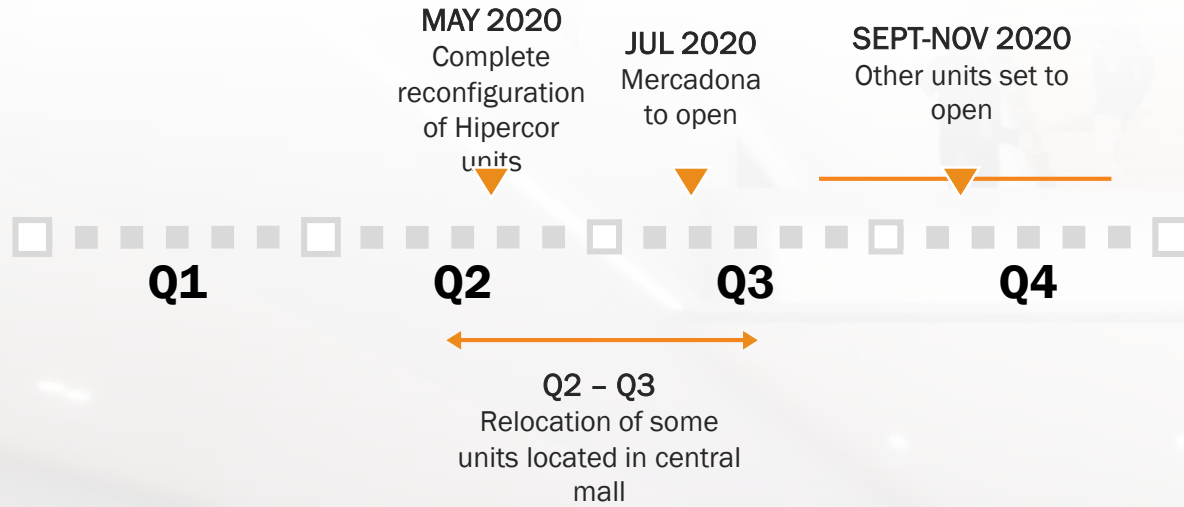 MAY 2020
Complete
reconfiguration
of Hipercor
units
JUL 2020
Mercadona
to open
SEPT-NOV 2020
Other units set to
open
Q1
Q2
Q3
Q4
Q2 – Q3
Relocation of some
units located in central
mall